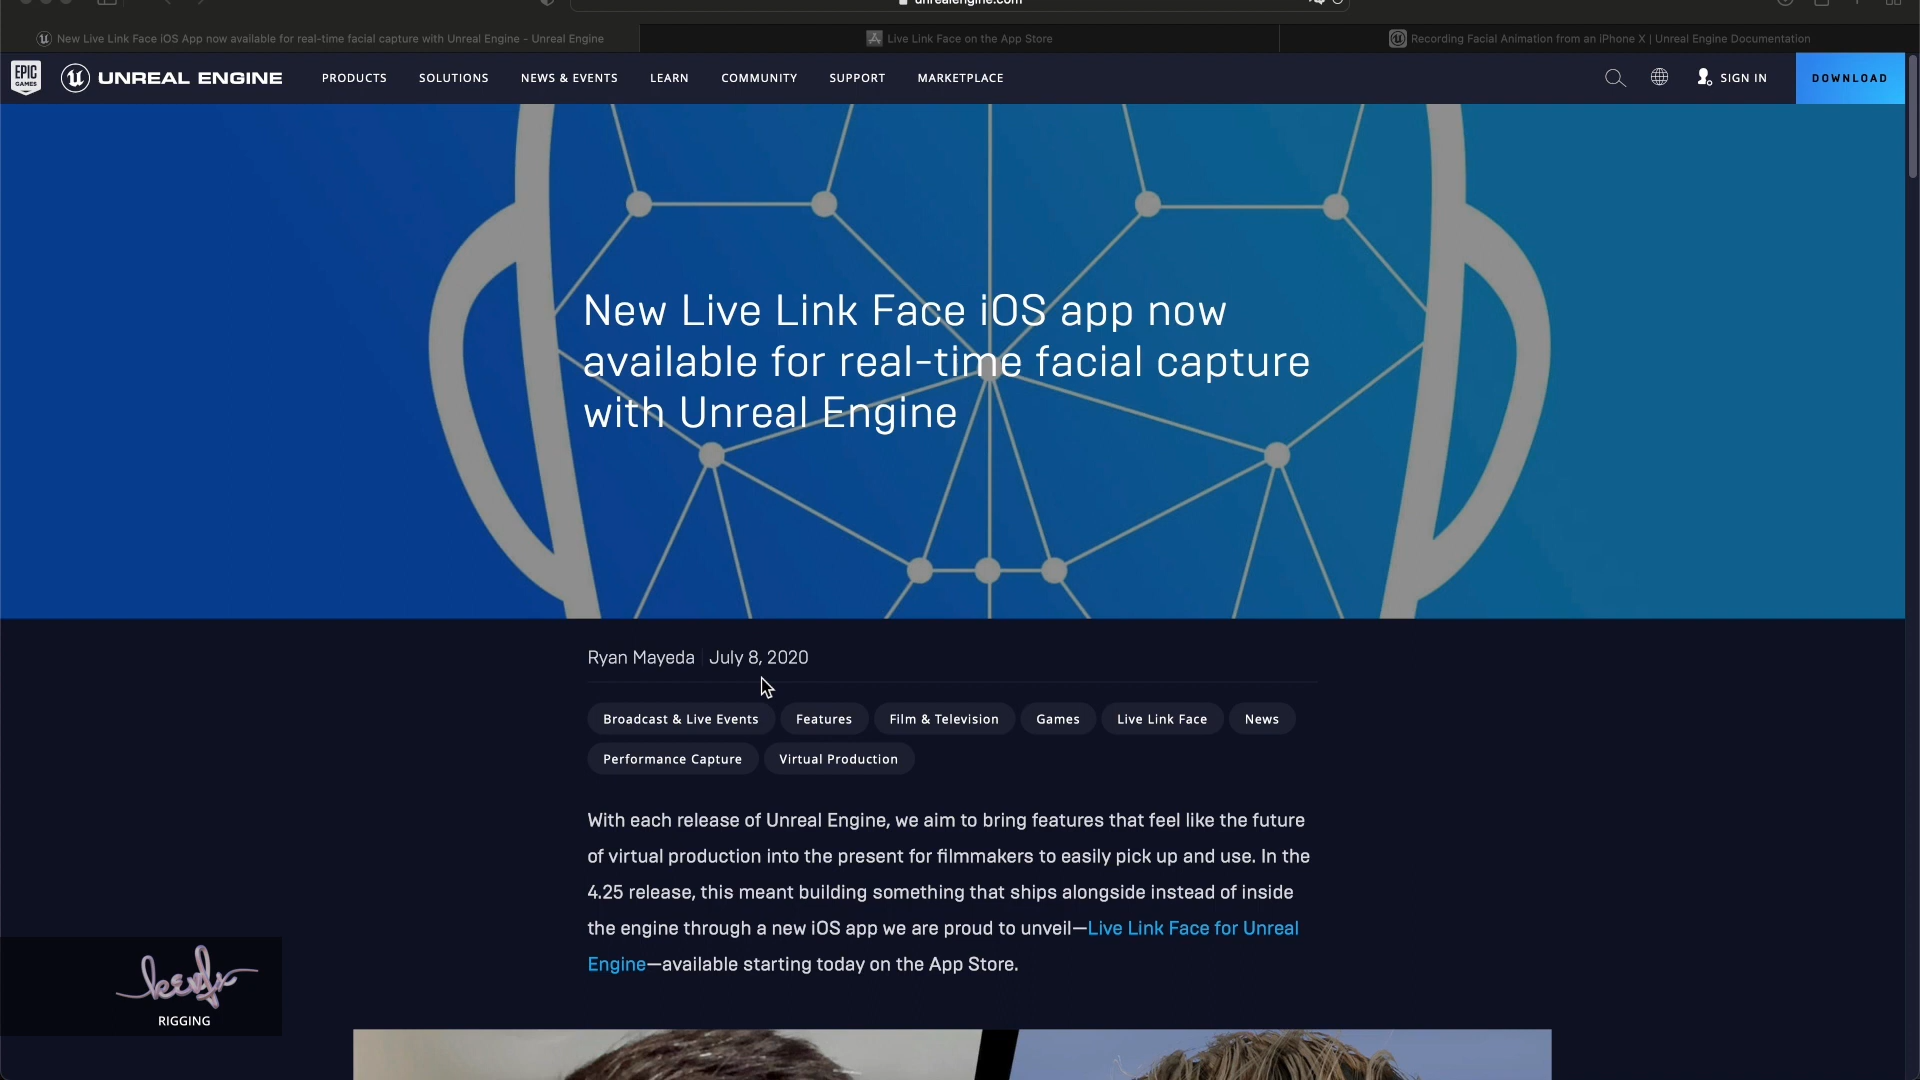 unrealengine.com
New Live Link Face iOS App now available for real-time facial capture with Unreal Engine - Unreal Engine
Live Link Face on the App Store
Recording Facial Animation from an iPhone X | Unreal Engine Documentation
EPIC GAMES
UNREAL ENGINE
PRODUCTS
SOLUTIONS
NEWS & EVENTS
LEARN
COMMUNITY
SUPPORT
MARKETPLACE
SIGN IN
DOWNLOAD
New Live Link Face iOS app now
available for real-time facial capture
with Unreal Engine
Ryan Mayeda July 8, 2020
Broadcast & Live Events
Features
Film & Television
Games
Live Link Face
News
Performance Capture
Virtual Production
With each release of Unreal Engine, we aim to bring features that feel like the future
of virtual production into the present for filmmakers to easily pick up and use. In the
4.25 release, this meant building something that ships alongside instead of inside
the engine through a new iOS app we are proud to unveil—Live Link Face for Unreal
Engine—available starting today on the App Store.
RIGGING